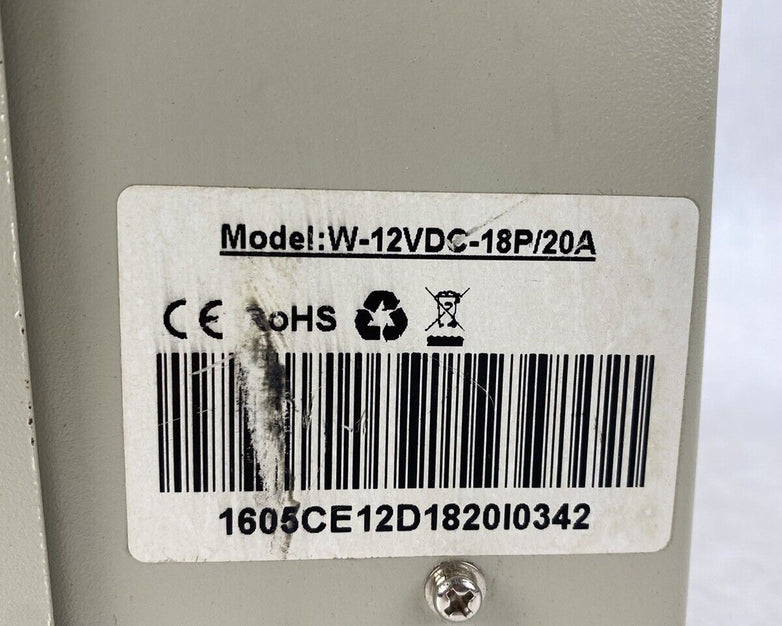 Model:W-12VDC-18P/20A
CE RoHS
1605CE12D1820I0342